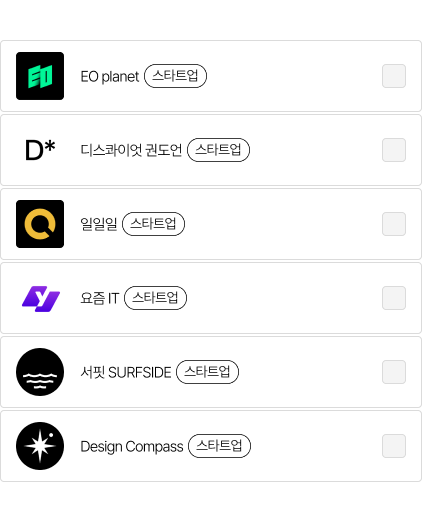 EO EO planet 스타트업
D* 디스콰이엇 권도언 스타트업
일일일 스타트업
요즘 IT 스타트업
서핏 SURFSIDE 스타트업
Design Compass 스타트업